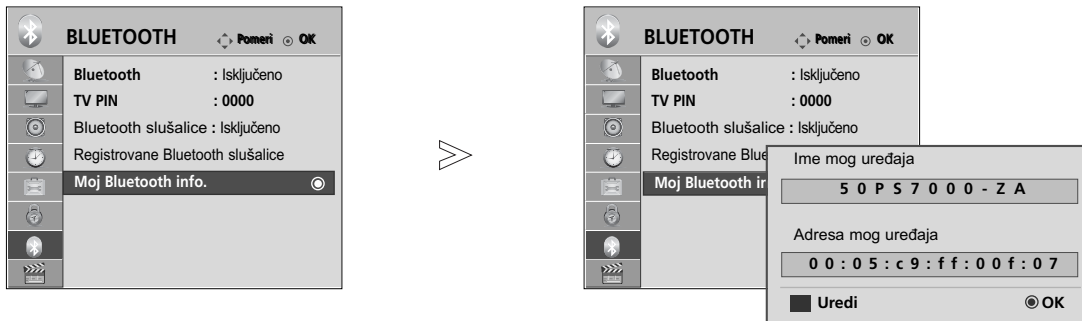 BLUETOOTH Pomeri OK
Bluetooth : Isključeno
TV PIN : 0000
Bluetooth slušalice : Isključeno
Registrovane Bluetooth slušalice
Moj Bluetooth info.
BLUETOOTH Pomeri OK
Bluetooth : Isključeno
TV PIN : 0000
Bluetooth slušalice : Isključeno
Registrovane Blue
Moj Bluetooth ir
Ime mog uređaja
50PS7000-ZA
Adresa mog uređaja
00:05:c9:ff:00f:07
Uredi OK